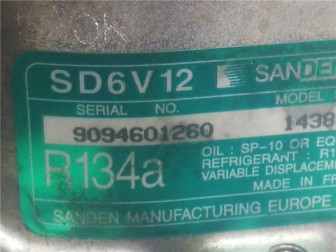 SD6V12 SANDEN
SERIAL NO. MODEL
9094601260 1438
R134a
OIL : SP-10 OR EQ
REFRIGERANT : R1
VARIABLE DISPLACEM
MADE IN FR
SANDEN MANUFACTURING EUROPE